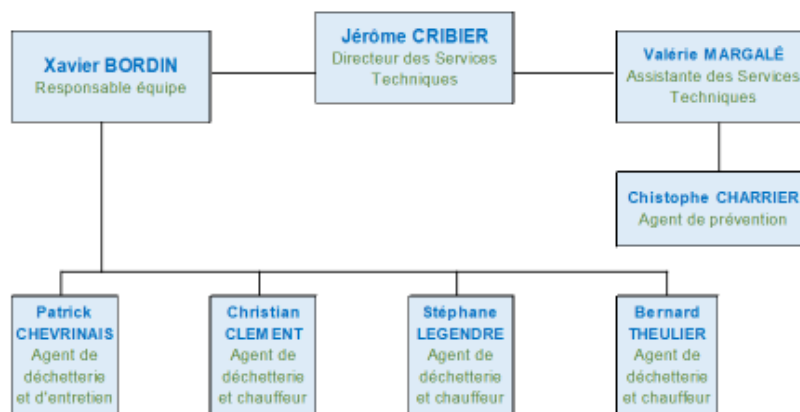 Jérôme CRIBIER
Directeur des Services
Techniques
Xavier BORDIN
Responsable équipe
Valérie MARGALÉ
Assistante des Services
Techniques
Chistophe CHARRIER
Agent de prévention
Patrick
CHEVRINAIS
Agent de
déchetterie
et d'entretien
Christian
CLEMENT
Agent de
déchetterie
et chauffeur
Stéphane
LEGENDRE
Agent de
déchetterie
et chauffeur
Bernard
THEULIER
Agent de
déchetterie
et chauffeur